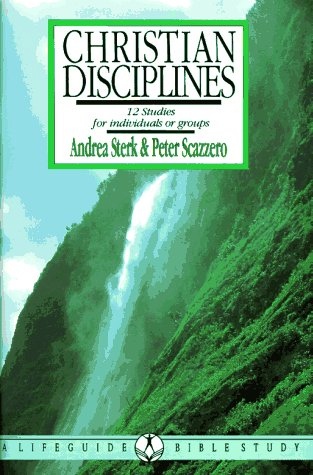 CHRISTIAN
DISCIPLINES
12 Studies
for individuals or groups
Andrea Sterk & Peter Scazzero
A LIFEGUIDE BIBLE STUDY